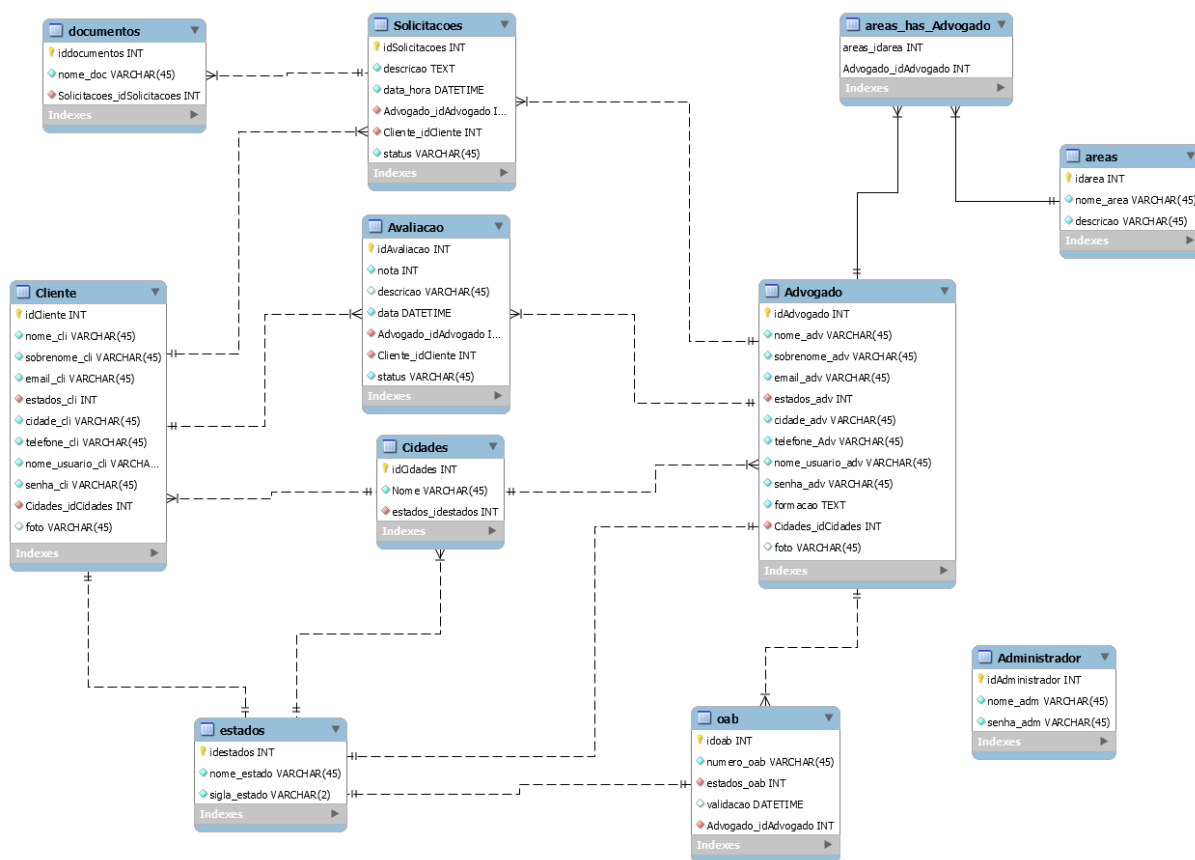 documentos
iddocumentos INT
nome_doc VARCHAR(45)
Solicitacoes_idSolicitacoes INT
Indexes
Solicitacoes
idSolicitacoes INT
descricao TEXT
data_hora DATETIME
Advogado_idAdvogado I...
Cliente_idCliente INT
status VARCHAR(45)
Indexes
areas_has_Advogado
areas_idarea INT
Advogado_idAdvogado INT
Indexes
areas
idarea INT
nome_area VARCHAR(45)
descricao VARCHAR(45)
Indexes
Avaliacao
idAvaliacao INT
nota INT
descricao VARCHAR(45)
data DATETIME
Advogado_idAdvogado I...
Cliente_idCliente INT
status VARCHAR(45)
Indexes
Cliente
idCliente INT
nome_cli VARCHAR(45)
sobrenome_cli VARCHAR(45)
email_cli VARCHAR(45)
estados_cli INT
cidade_cli VARCHAR(45)
telefone_cli VARCHAR(45)
nome_usuario_cli VARCHA...
senha_cli VARCHAR(45)
Cidades_idCidades INT
foto VARCHAR(45)
Indexes
Advogado
idAdvogado INT
nome_adv VARCHAR(45)
sobrenome_adv VARCHAR(45)
email_adv VARCHAR(45)
estados_adv INT
cidade_adv VARCHAR(45)
telefone_Adv VARCHAR(45)
nome_usuario_adv VARCHAR(45)
senha_adv VARCHAR(45)
formacao TEXT
Cidades_idCidades INT
foto VARCHAR(45)
Indexes
Cidades
idCidades INT
Nome VARCHAR(45)
estados_idestados INT
Indexes
Administrador
idAdministrador INT
nome_adm VARCHAR(45)
senha_adm VARCHAR(45)
Indexes
estados
idestados INT
nome_estado VARCHAR(45)
sigla_estado VARCHAR(2)
Indexes
oab
idoab INT
numero_oab VARCHAR(45)
estados_oab INT
validacao DATETIME
Advogado_idAdvogado INT
Indexes